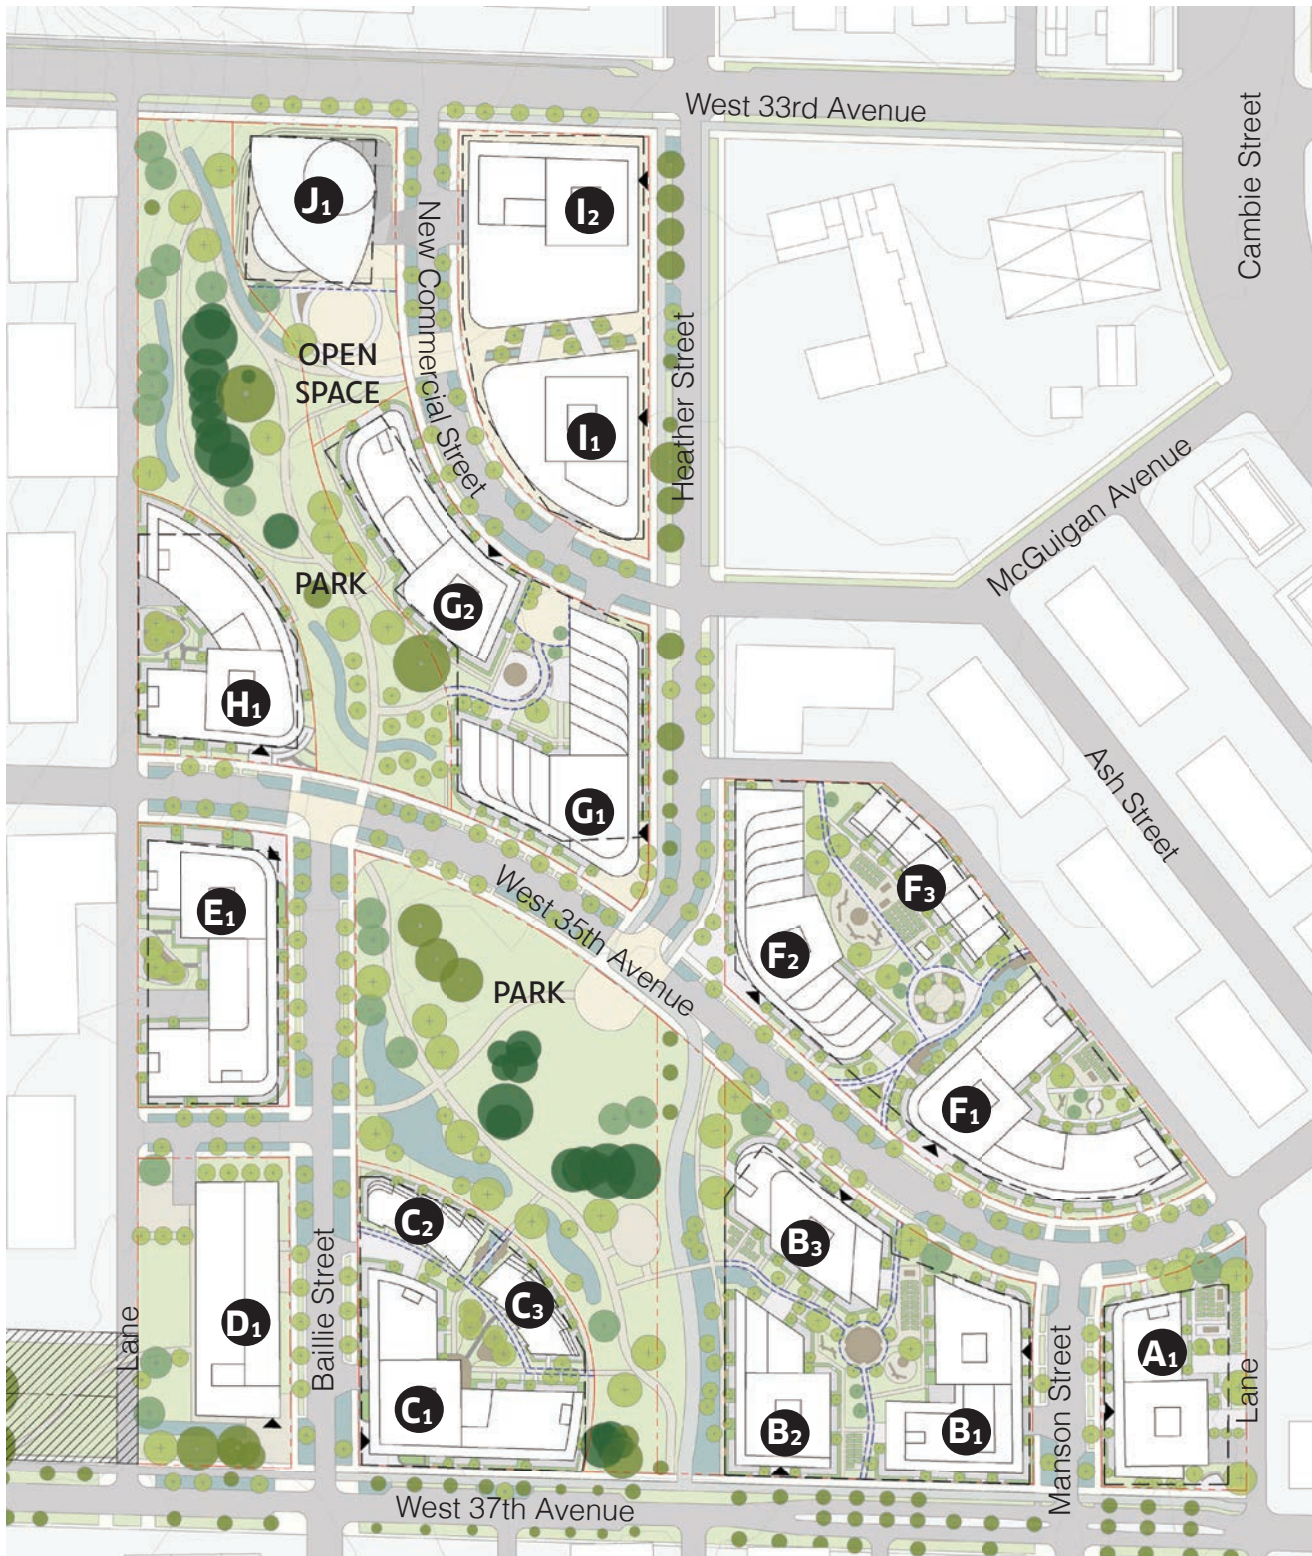 West 33rd Avenue
Cambie Street
J1
New Commercial Street
I2
OPEN
SPACE
Heather Street
I1
McGuigan Avenue
PARK
G2
H1
Ash Street
G1
E1
West 35th Avenue
F3
F2
PARK
F1
C2
B3
C3
D1
Lane
Baillie Street
A1
Manson Street
Lane
C1
B2
B1
West 37th Avenue